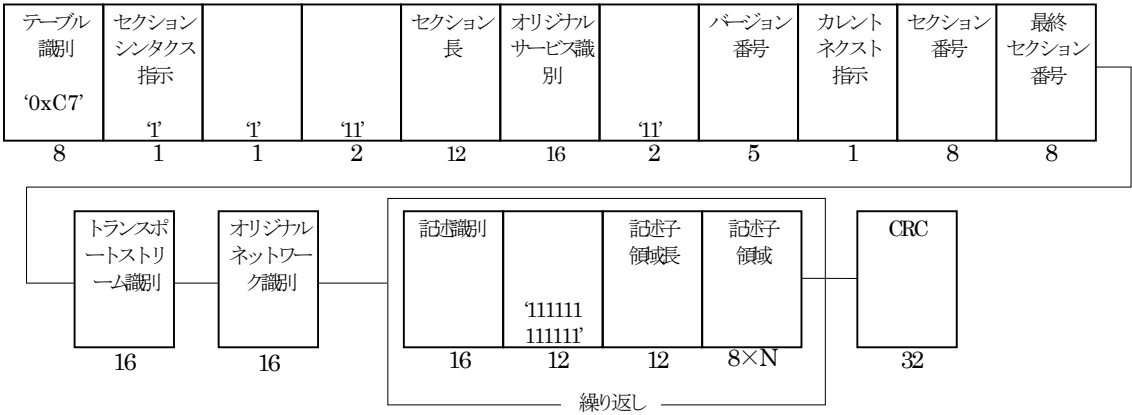 テーブル
識別
‘0xC7’
セクション
シンタクス
指示
‘1’
‘1’
‘11’
セクション
長
オリジナル
サービス識
別
‘11’
バージョン
番号
カレント
ネクスト
指示
セクション
番号
最終
セクション
番号
8
1
1
2
12
16
2
5
1
8
8
トランスポ
ートストリ
ーム識別
オリジナル
ネットワー
ク識別
記述識別
‘111111
111111’
記述子
領域長
記述子
領域
CRC
16
16
16
12
12
8×N
32
繰り返し